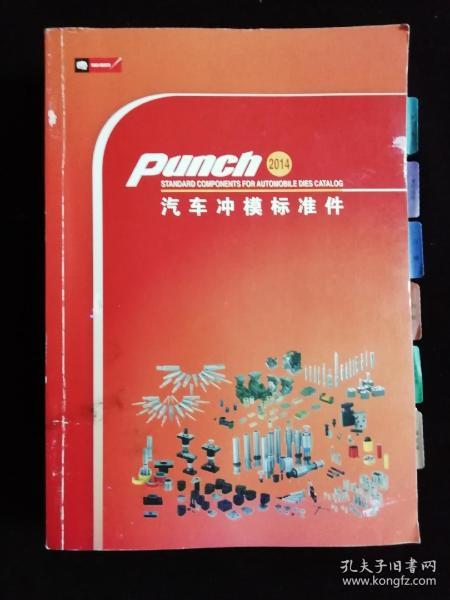 Punch 2014
STANDARD COMPONENTS FOR AUTOMOBILE DIES CATALOG
汽车冲模标准件
孔夫子旧书网
www.kongfz.com